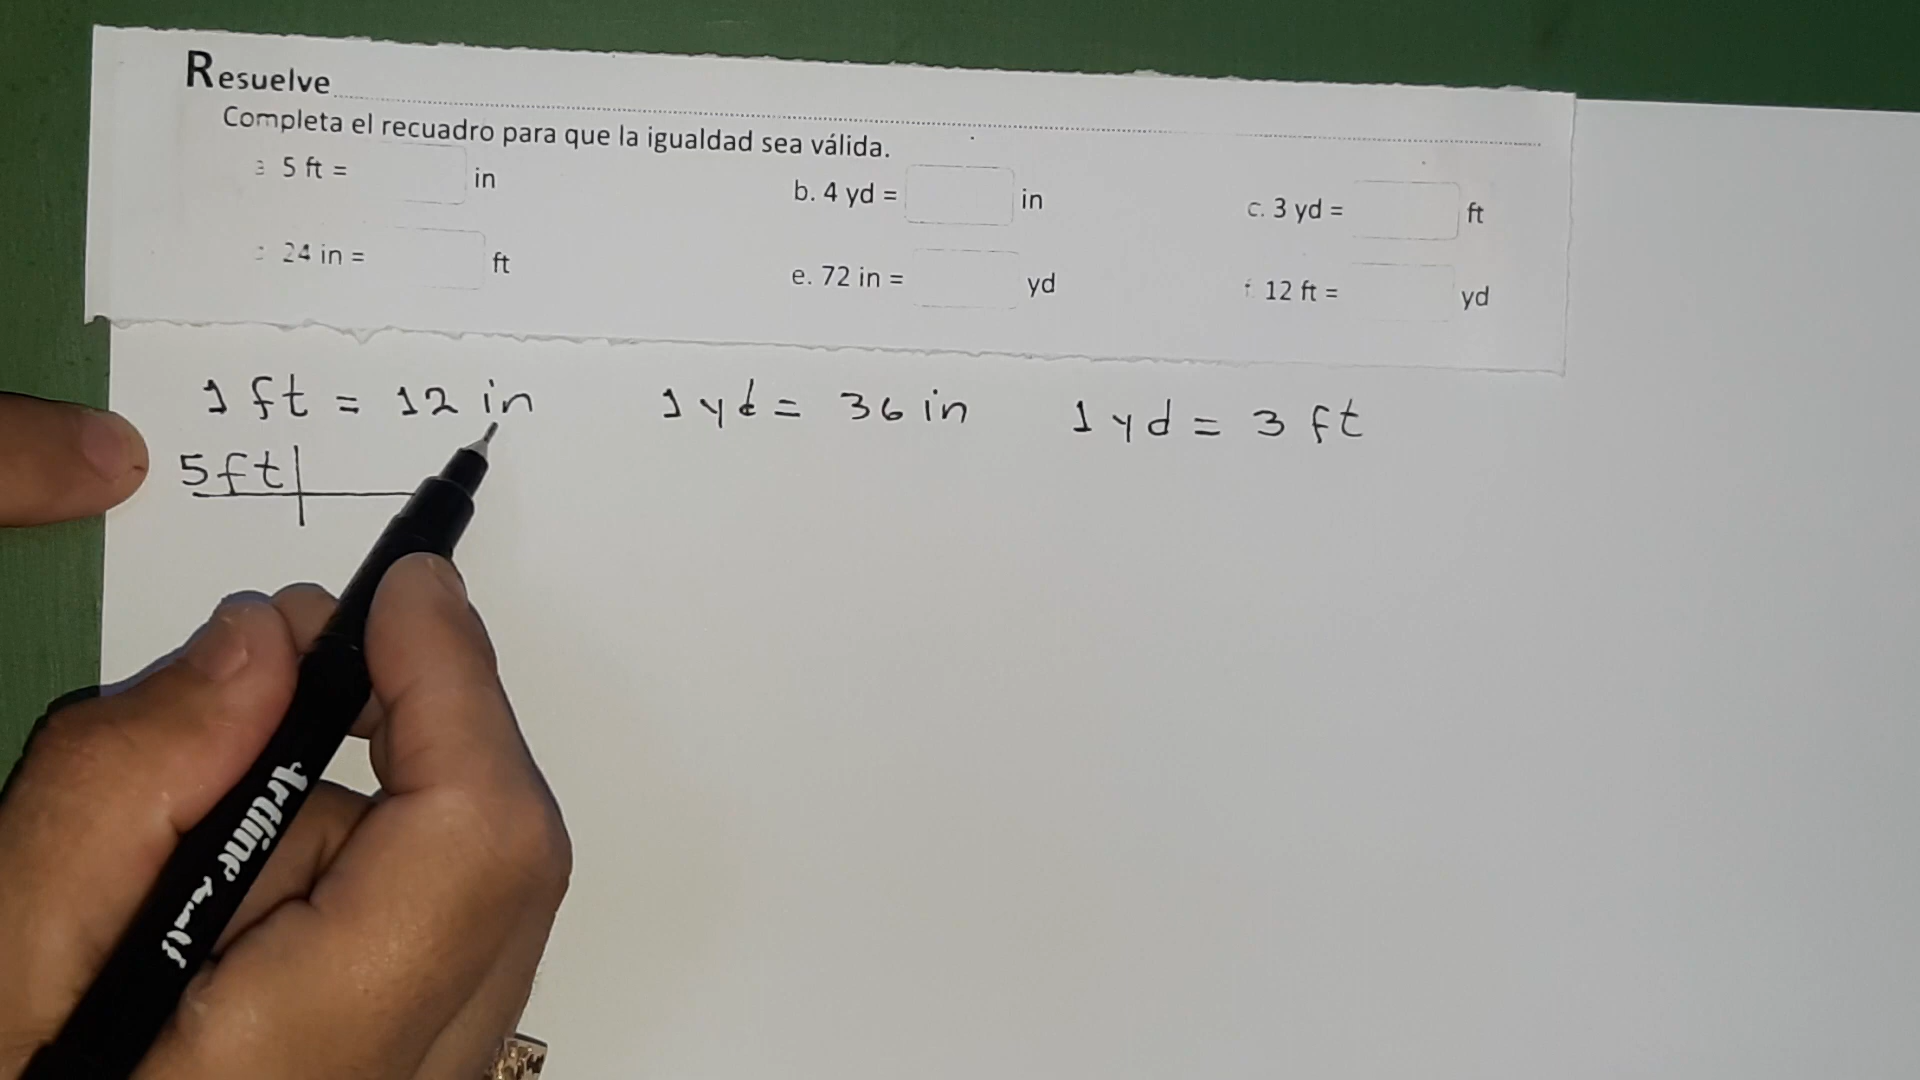 Resuelve
Completa el recuadro para que la igualdad sea válida.
5 ft = in
b. 4 yd = in
c. 3 yd = ft
24 in = ft
e. 72 in = yd
12 ft = yd
1 ft = 12 in
1 yd = 36 in
1 yd = 3 ft
5 ft
Artline